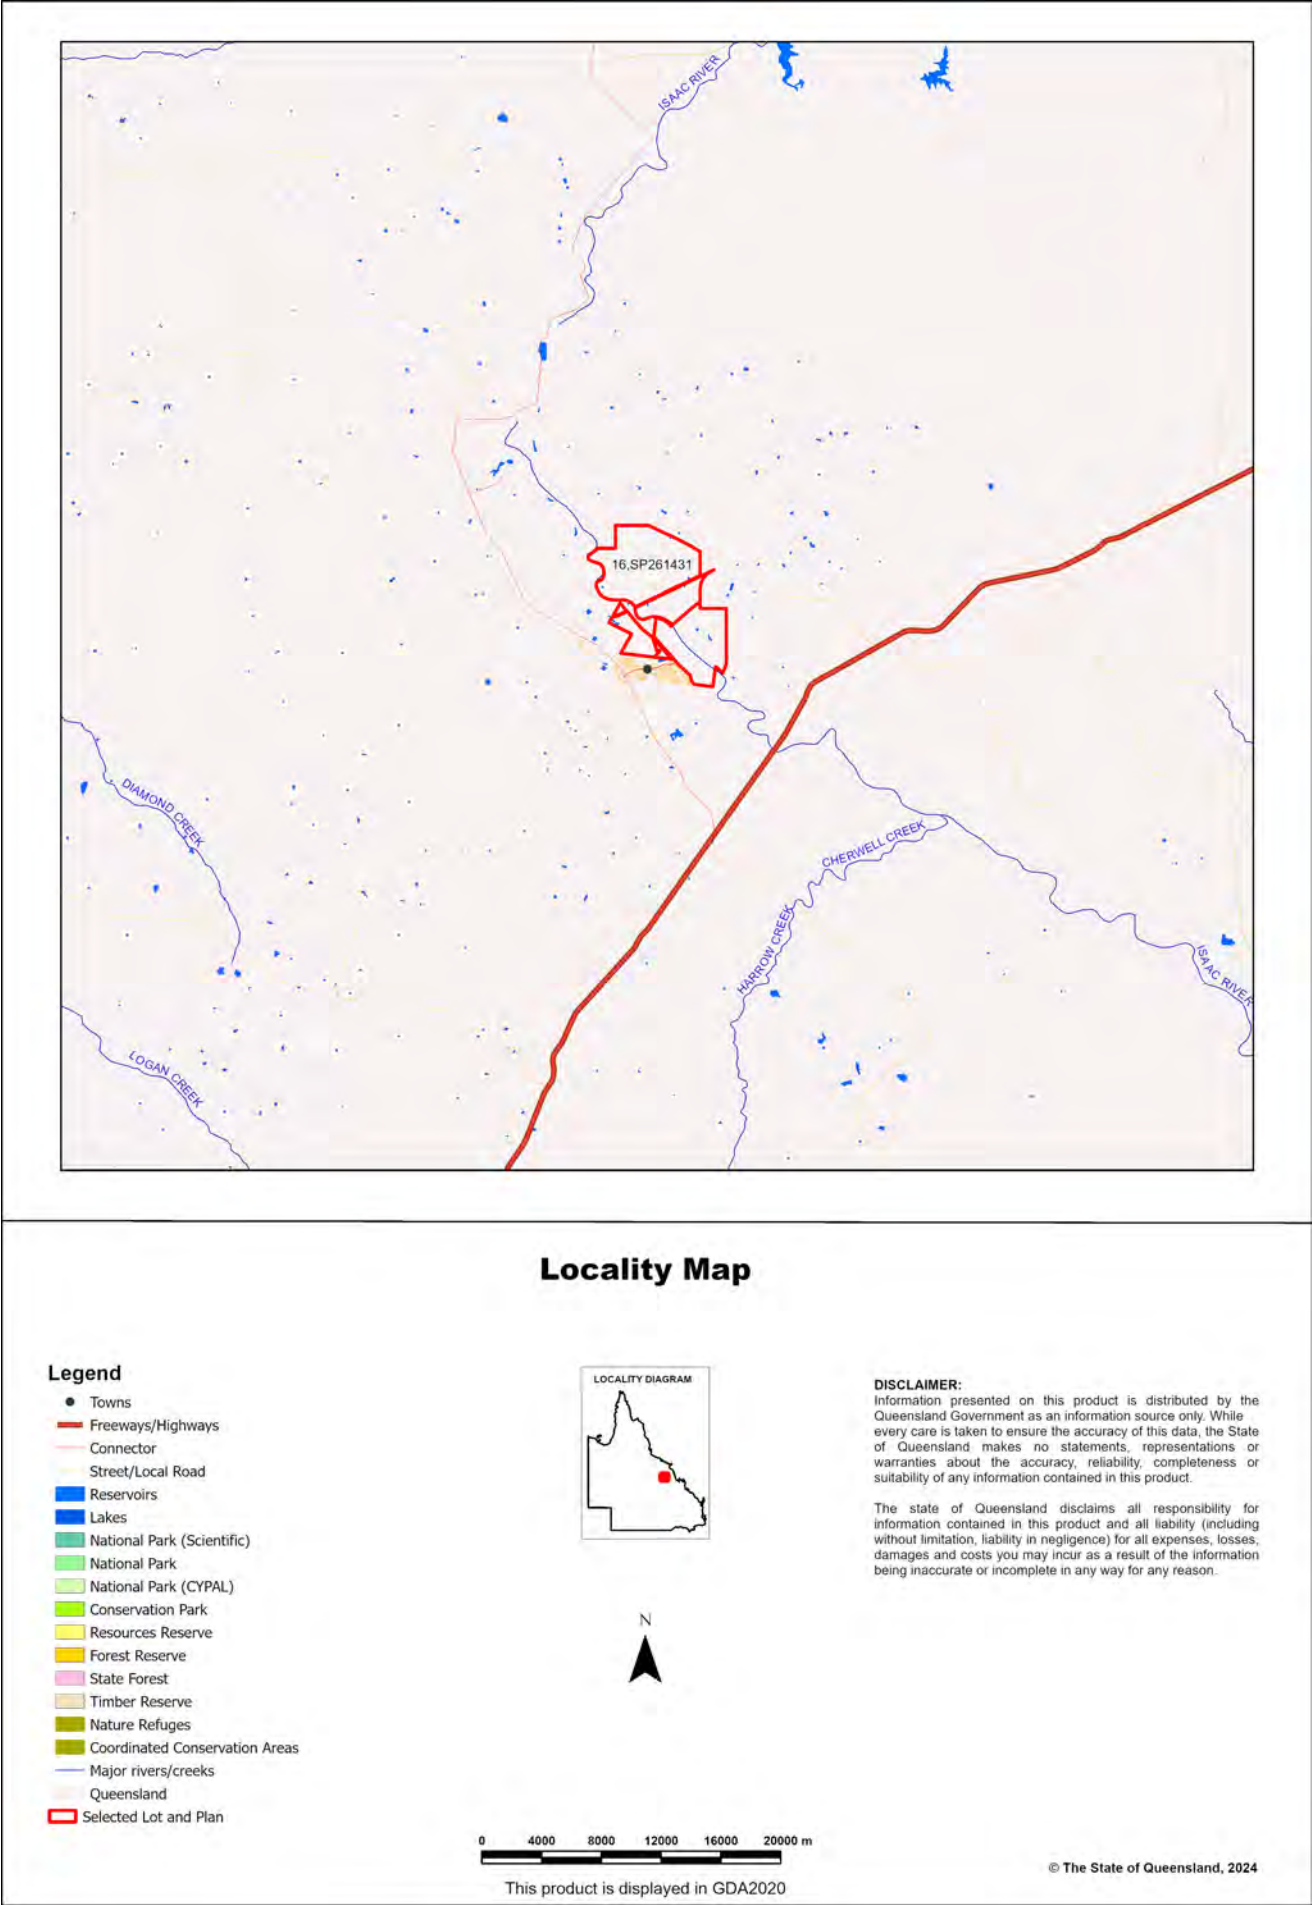 ISAAC RIVER
16,SP261431
DIAMOND CREEK
CHERWELL CREEK
HARROW CREEK
ISAAC RIVER
LOGAN CREEK
Locality Map
Legend
Towns
Freeways/Highways
Connector
Street/Local Road
Reservoirs
Lakes
National Park (Scientific)
National Park
National Park (CYPAL)
Conservation Park
Resources Reserve
Forest Reserve
State Forest
Timber Reserve
Nature Refuges
Coordinated Conservation Areas
Major rivers/creeks
Queensland
Selected Lot and Plan
LOCALITY DIAGRAM
N
0 4000 8000 12000 16000 20000 m
This product is displayed in GDA2020
DISCLAIMER:
Information presented on this product is distributed by the
Queensland Government as an information source only. While
every care is taken to ensure the accuracy of this data, the State
of Queensland makes no statements, representations or
warranties about the accuracy, reliability, completeness or
suitability of any information contained in this product.
The state of Queensland disclaims all responsibility for
information contained in this product and all liability (including
without limitation, liability in negligence) for all expenses, losses,
damages and costs you may incur as a result of the information
being inaccurate or incomplete in any way for any reason.
© The State of Queensland, 2024